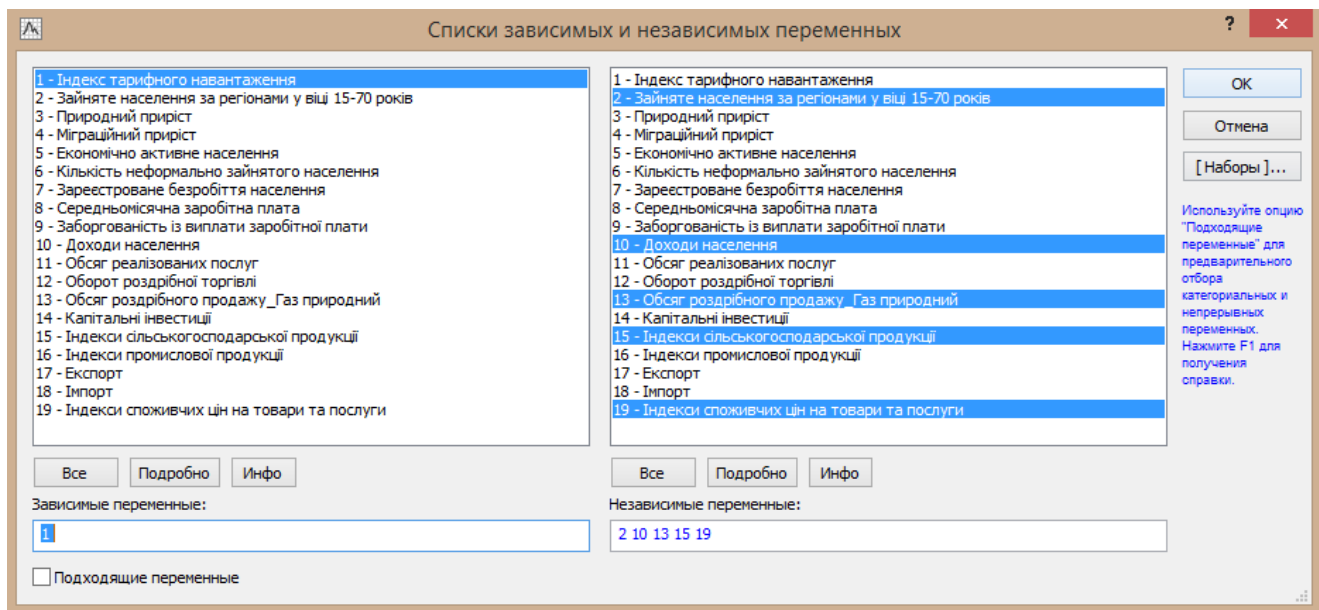 Списки зависимых и независимых переменных
?
×
1 - Індекс тарифного навантаження
2 - Зайняте населення за регіонами у віці 15-70 років
3 - Природний приріст
4 - Міграційний приріст
5 - Економічно активне населення
6 - Кількість неформально зайнятого населення
7 - Зареєстроване безробіття населення
8 - Середньомісячна заробітна плата
9 - Заборгованість із виплати заробітної плати
10 - Доходи населення
11 - Обсяг реалізованих послуг
12 - Оборот роздрібної торгівлі
13 - Обсяг роздрібного продажу_Газ природний
14 - Капітальні інвестиції
15 - Індекси сільськогосподарської продукції
16 - Індекси промислової продукції
17 - Експорт
18 - Імпорт
19 - Індекси споживчих цін на товари та послуги
Все Подробно Инфо
Зависимые переменные:
1
Подходящие переменные
1 - Індекс тарифного навантаження
2 - Зайняте населення за регіонами у віці 15-70 років
3 - Природний приріст
4 - Міграційний приріст
5 - Економічно активне населення
6 - Кількість неформально зайнятого населення
7 - Зареєстроване безробіття населення
8 - Середньомісячна заробітна плата
9 - Заборгованість із виплати заробітної плати
10 - Доходи населення
11 - Обсяг реалізованих послуг
12 - Оборот роздрібної торгівлі
13 - Обсяг роздрібного продажу_Газ природний
14 - Капітальні інвестиції
15 - Індекси сільськогосподарської продукції
16 - Індекси промислової продукції
17 - Експорт
18 - Імпорт
19 - Індекси споживчих цін на товари та послуги
Все Подробно Инфо
Независимые переменные:
2 10 13 15 19
OK
Отмена
[ Наборы ]...
Используйте опцию
"Подходящие
переменные" для
предварительного
отбора
категориальных и
непрерывных
переменных.
Нажмите F1 для
получения
справки.